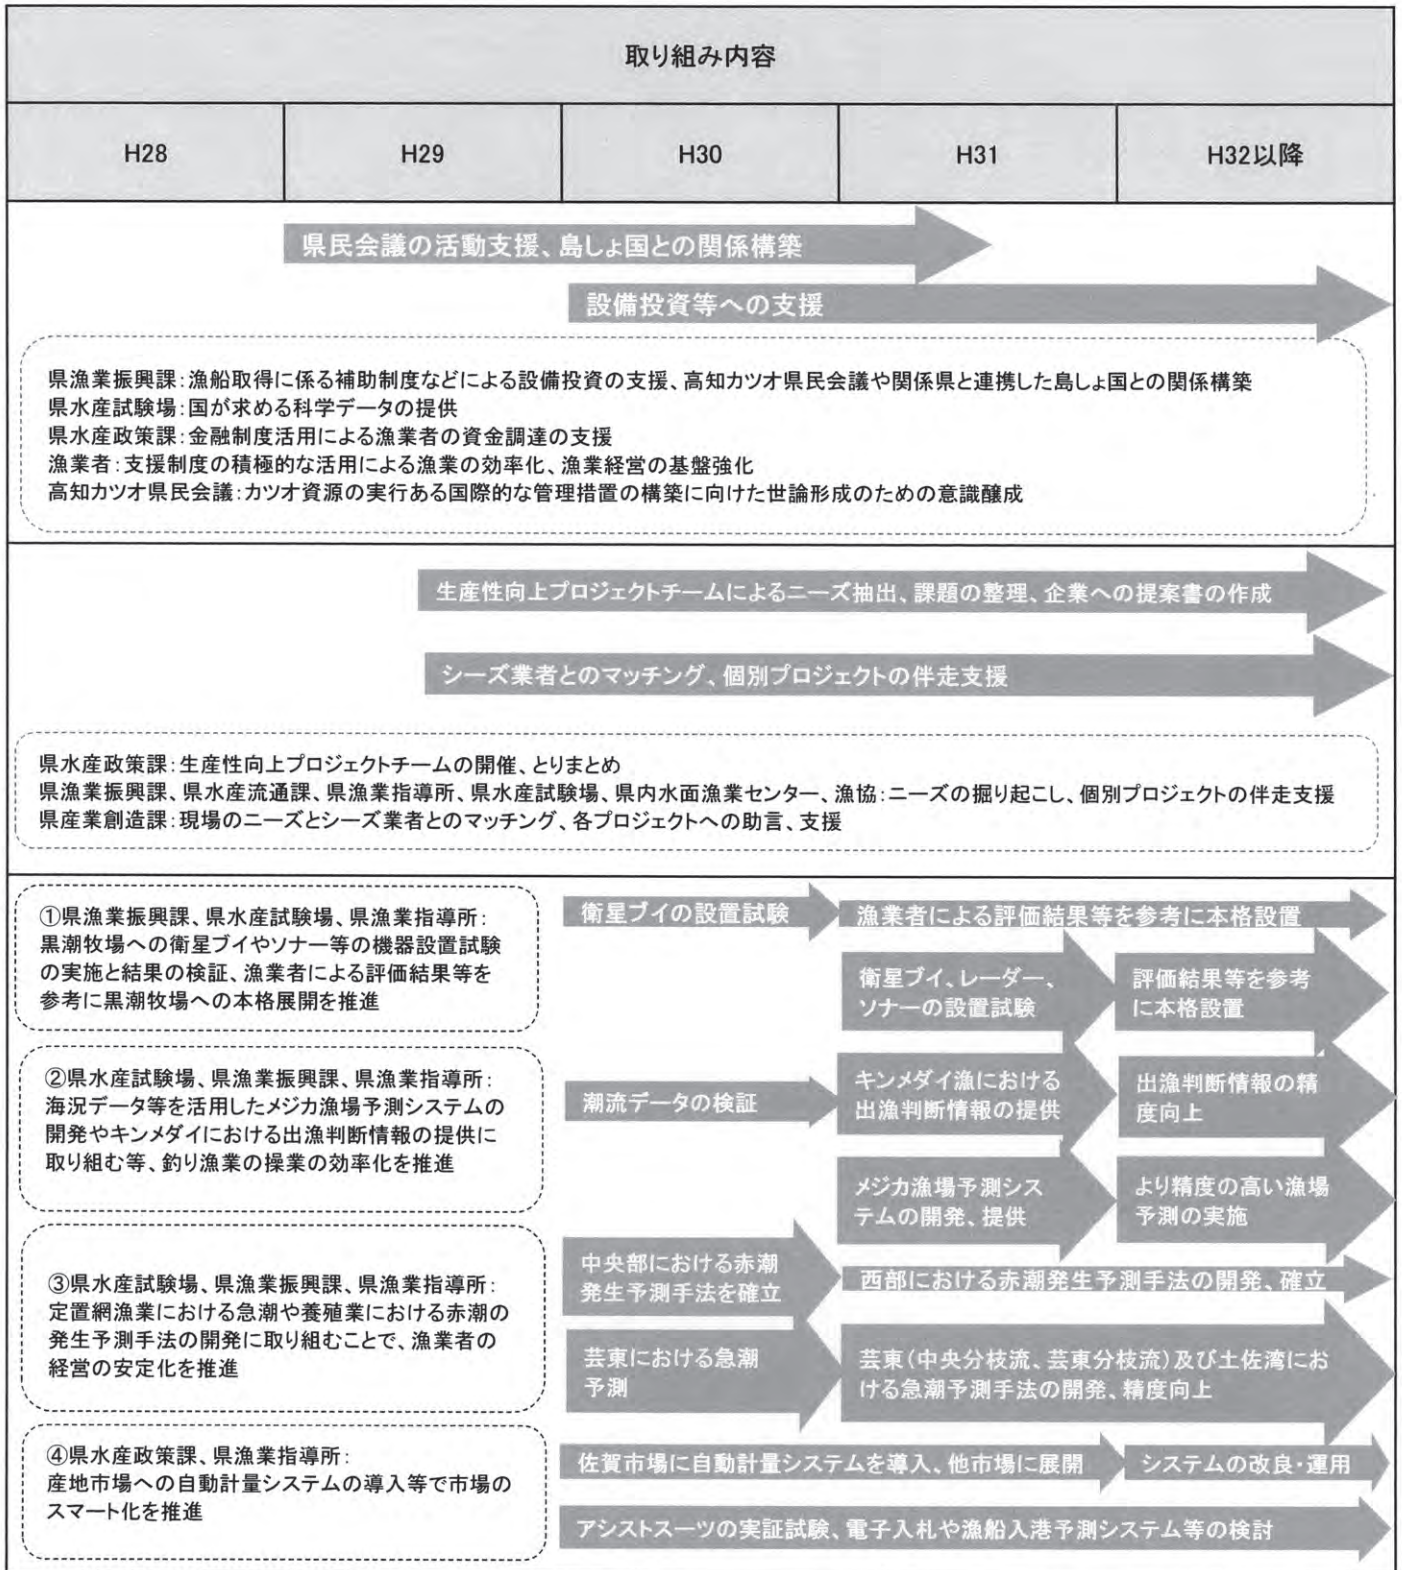 取り組み内容
H28
H29
H30
H31
H32以降
県民会議の活動支援、島しょ国との関係構築
設備投資等への支援
県漁業振興課：漁船取得に係る補助制度などによる設備投資の支援、高知カツオ県民会議や関係県と連携した島しょ国との関係構築
県水産試験場：国が求める科学データの提供
県水産政策課：金融制度活用による漁業者の資金調達の支援
漁業者：支援制度の積極的な活用による漁業の効率化、漁業経営の基盤強化
高知カツオ県民会議：カツオ資源の実行ある国際的な管理措置の構築に向けた世論形成のための意識醸成
生産性向上プロジェクトチームによるニーズ抽出、課題の整理、企業への提案書の作成
シーズ業者とのマッチング、個別プロジェクトの伴走支援
県水産政策課：生産性向上プロジェクトチームの開催、とりまとめ
県漁業振興課、県水産流通課、県漁業指導所、県水産試験場、県内水面漁業センター、漁協：ニーズの掘り起こし、個別プロジェクトの伴走支援
県産業創造課：現場のニーズとシーズ業者とのマッチング、各プロジェクトへの助言、支援
①県漁業振興課、県水産試験場、県漁業指導所：
黒潮牧場への衛星ブイやソナー等の機器設置試験
の実施と結果の検証、漁業者による評価結果等を
参考に黒潮牧場への本格展開を推進
衛星ブイの設置試験
漁業者による評価結果等を参考に本格設置
衛星ブイ、レーダー、
ソナーの設置試験
評価結果等を参考
に本格設置
②県水産試験場、県漁業振興課、県漁業指導所：
海況データ等を活用したメジカ漁場予測システムの
開発やキンメダイにおける出漁判断情報の提供に
取り組む等、釣り漁業の操業の効率化を推進
潮流データの検証
キンメダイ漁における
出漁判断情報の提供
出漁判断情報の精
度向上
メジカ漁場予測シス
テムの開発、提供
より精度の高い漁場
予測の実施
③県水産試験場、県漁業振興課、県漁業指導所：
定置網漁業における急潮や養殖業における赤潮の
発生予測手法の開発に取り組むことで、漁業者の
経営の安定化を推進
中央部における赤潮
発生予測手法を確立
西部における赤潮発生予測手法の開発、確立
芸東における急潮
予測
芸東（中央分枝流、芸東分枝流）及び土佐湾にお
ける急潮予測手法の開発、精度向上
④県水産政策課、県漁業指導所：
産地市場への自動計量システムの導入等で市場の
スマート化を推進
佐賀市場に自動計量システムを導入、他市場に展開
システムの改良・運用
アシストスーツの実証試験、電子入札や漁船入港予測システム等の検討